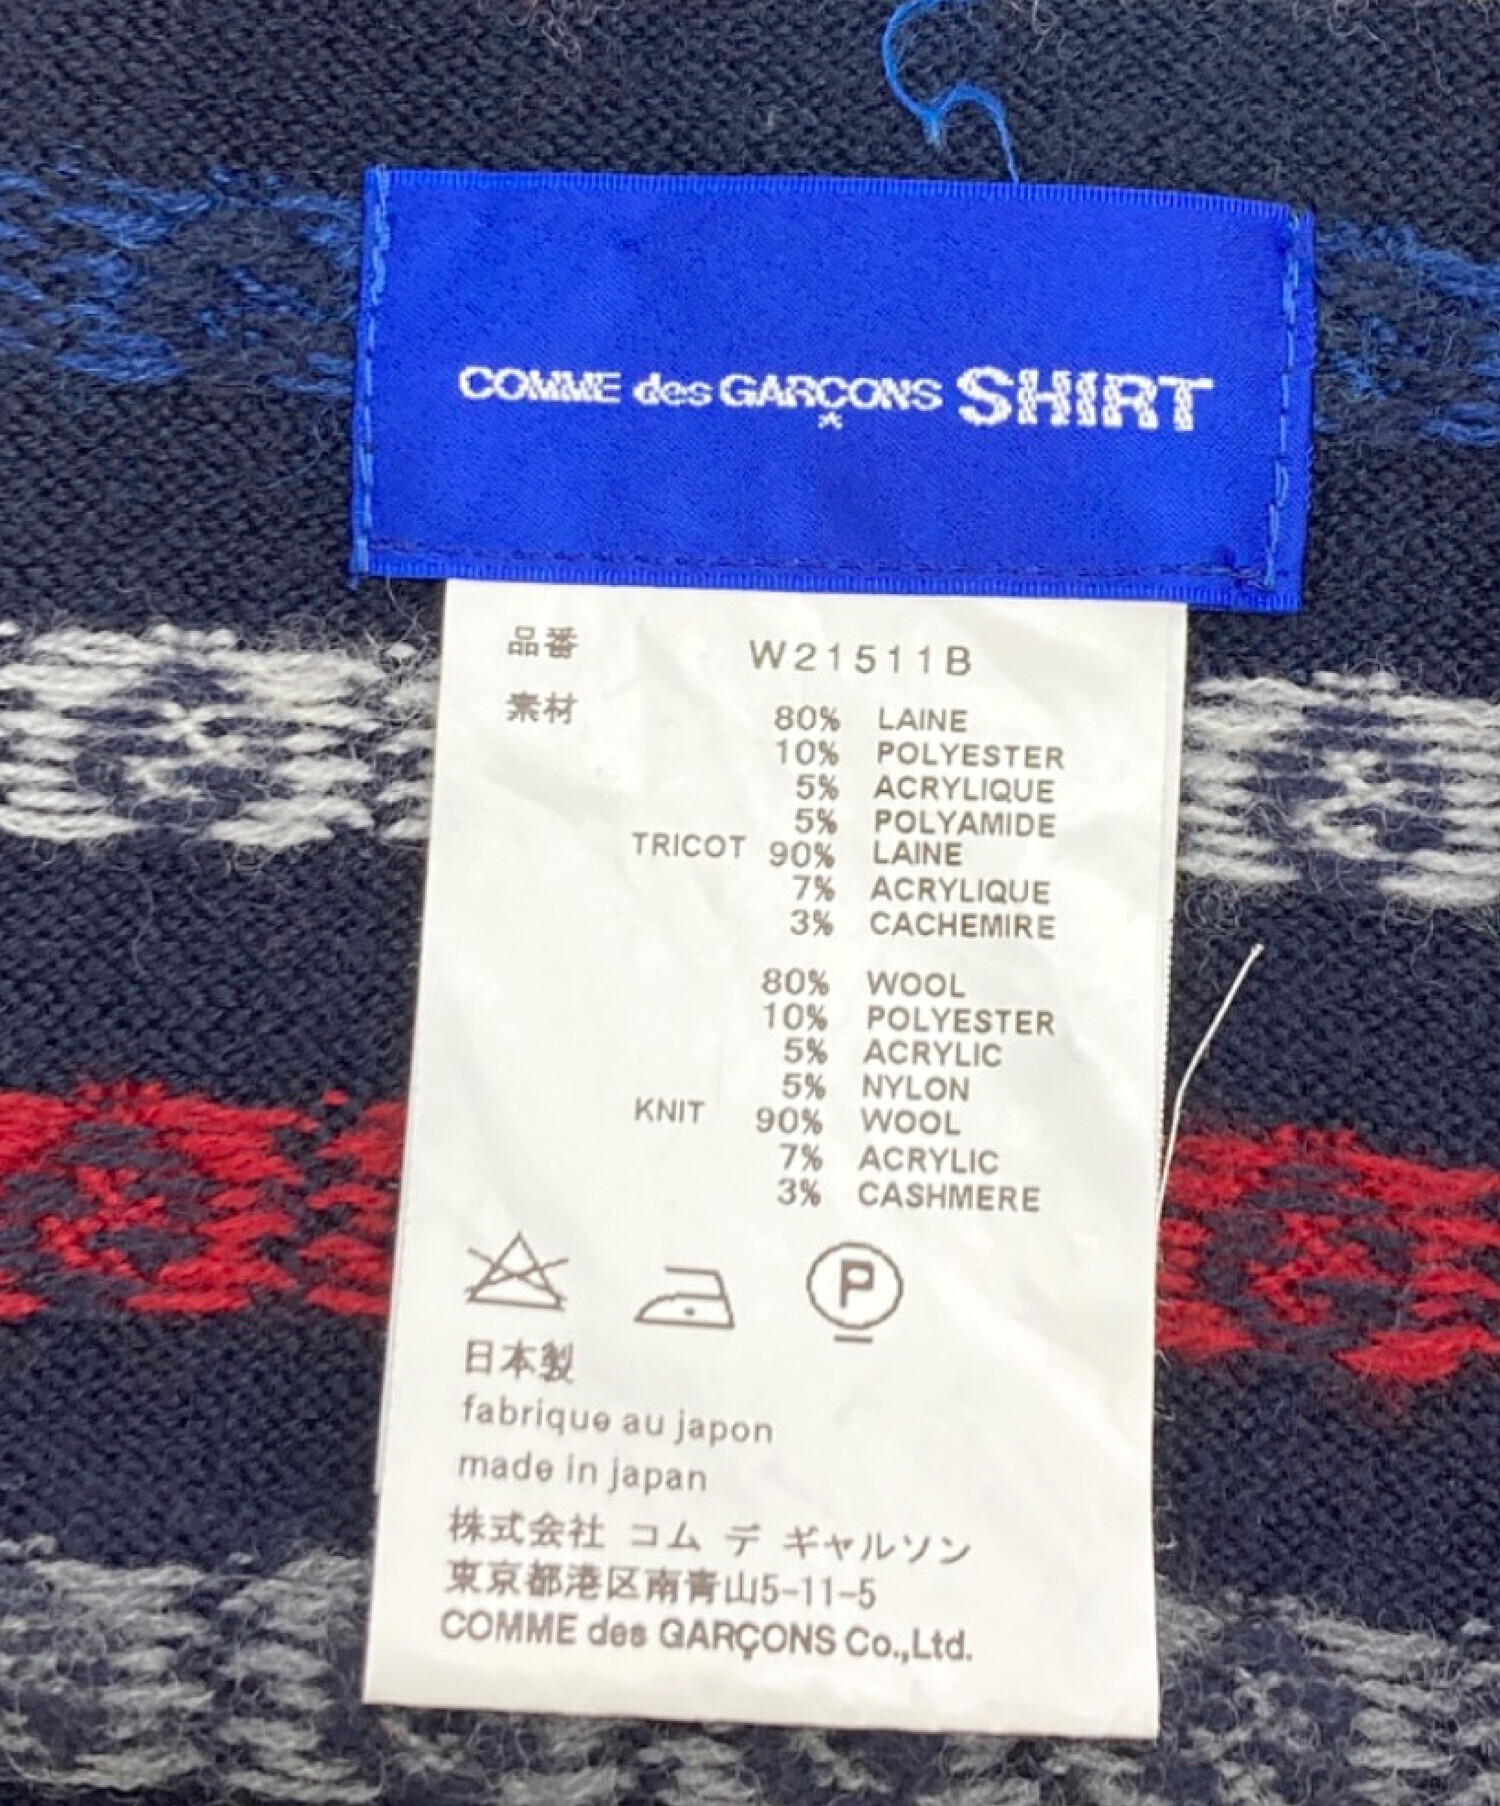 COMME des GARÇONS SHIRT
品番 W21511B
素材 80% LAINE
10% POLYESTER
5% ACRYLIQUE
5% POLYAMIDE
TRICOT 90% LAINE
7% ACRYLIQUE
3% CACHEMIRE
80% WOOL
10% POLYESTER
5% ACRYLIC
5% NYLON
KNIT 90% WOOL
7% ACRYLIC
3% CASHMERE
P
日本製
fabrique au japon
made in japan
株式会社 コム デ ギャルソン
東京都港区南青山5-11-5
COMME des GARÇONS Co.,Ltd.